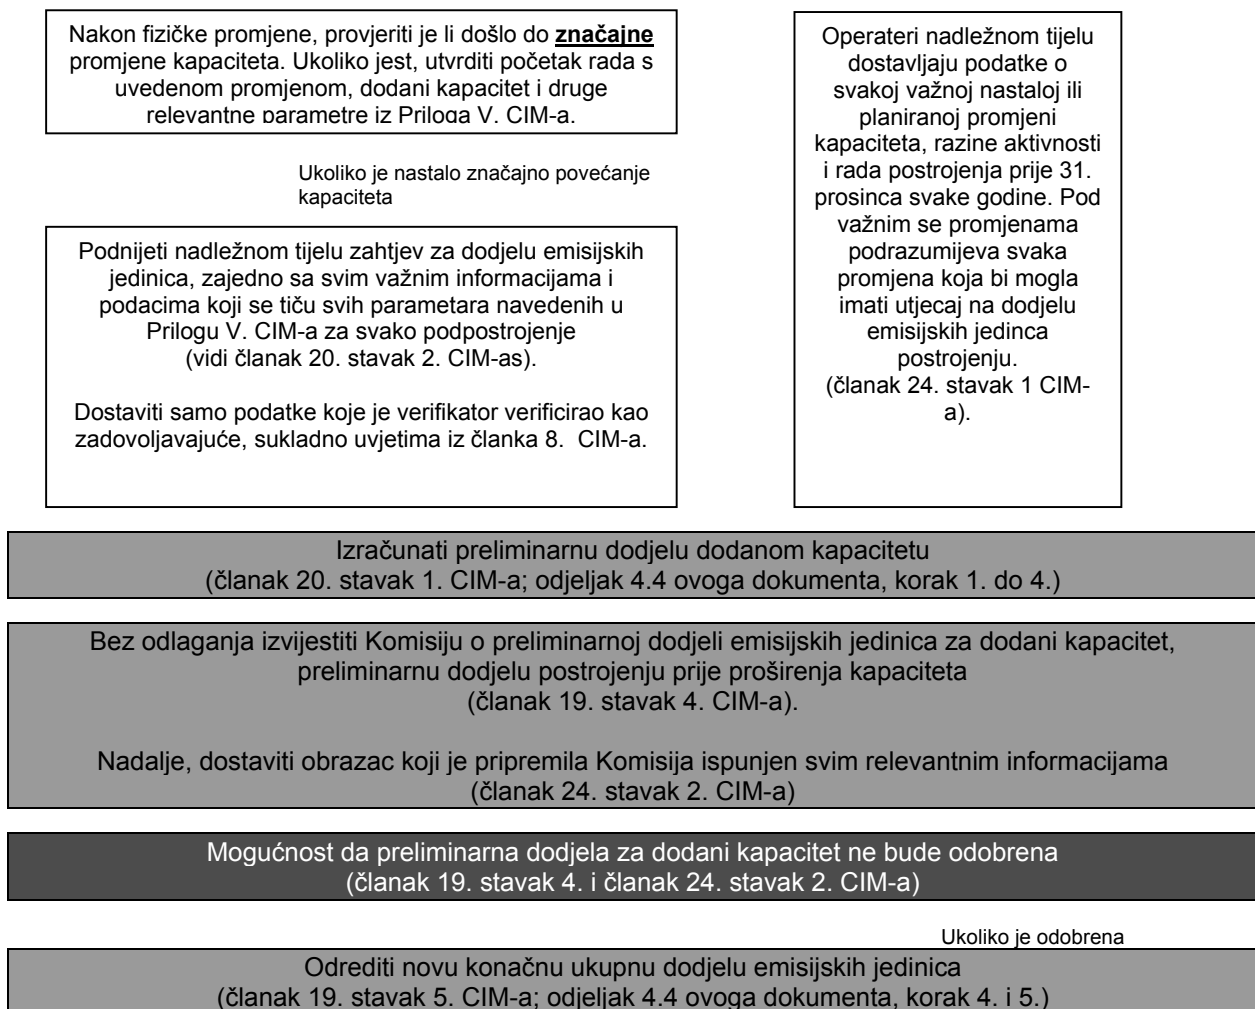 Nakon fizičke promjene, provjeriti je li došlo do značajne
promjene kapaciteta. Ukoliko jest, utvrditi početak rada s
uvedenom promjenom, dodani kapacitet i druge
relevantne parametre iz Priloga V. CIM-a.
Ukoliko je nastalo značajno povećanje
kapaciteta
Podnijeti nadležnom tijelu zahtjev za dodjelu emisijskih
jedinica, zajedno sa svim važnim informacijama i
podacima koji se tiču svih parametara navedenih u
Prilogu V. CIM-a za svako podpostrojenje
(vidi članak 20. stavak 2. CIM-as).
Dostaviti samo podatke koje je verifikator verificirao kao
zadovoljavajuće, sukladno uvjetima iz članka 8. CIM-a.
Operateri nadležnom tijelu
dostavljaju podatke o
svakoj važnoj nastaloj ili
planiranoj promjeni
kapaciteta, razine aktivnosti
i rada postrojenja prije 31.
prosinca svake godine. Pod
važnim se promjenama
podrazumijeva svaka
promjena koja bi mogla
imati utjecaj na dodjelu
emisijskih jedinca
postrojenju.
(članak 24. stavak 1 CIM-
a).
Izračunati preliminarnu dodjelu dodanom kapacitetu
(članak 20. stavak 1. CIM-a; odjeljak 4.4 ovoga dokumenta, korak 1. do 4.)
Bez odlaganja izvijestiti Komisiju o preliminarnoj dodjeli emisijskih jedinica za dodani kapacitet,
preliminarnu dodjelu postrojenju prije proširenja kapaciteta
(članak 19. stavak 4. CIM-a).
Nadalje, dostaviti obrazac koji je pripremila Komisija ispunjen svim relevantnim informacijama
(članak 24. stavak 2. CIM-a)
Mogućnost da preliminarna dodjela za dodani kapacitet ne bude odobrena
(članak 19. stavak 4. i članak 24. stavak 2. CIM-a)
Ukoliko je odobrena
Odrediti novu konačnu ukupnu dodjelu emisijskih jedinica
(članak 19. stavak 5. CIM-a; odjeljak 4.4 ovoga dokumenta, korak 4. i 5.)